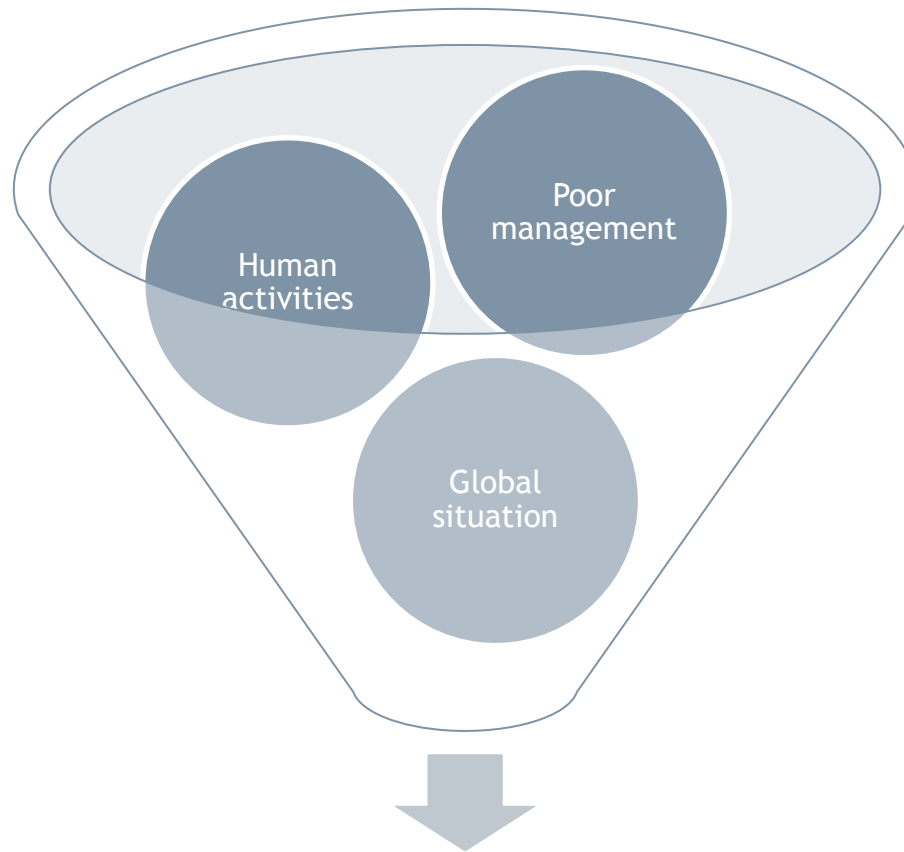 Poor
management
Human
activities
Global
situation